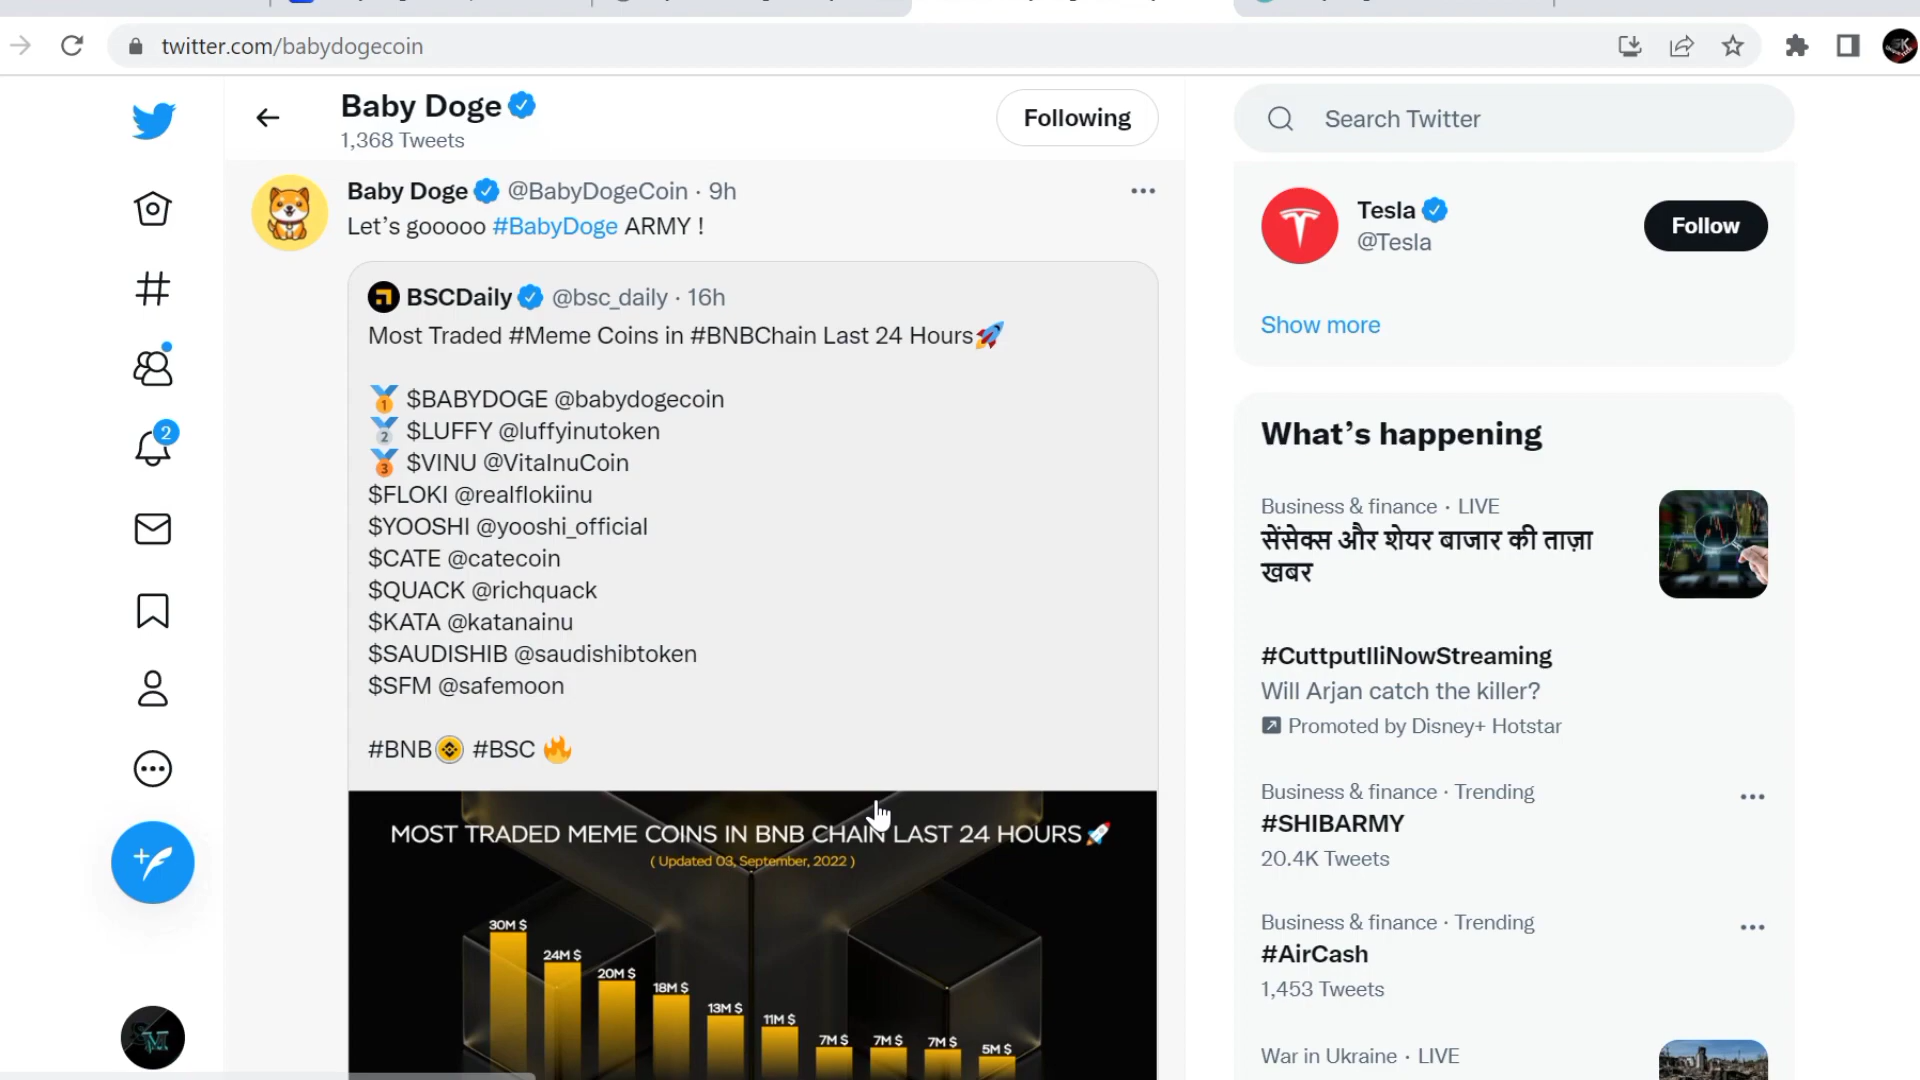 twitter.com/babydogecoin
Baby Doge
1,368 Tweets
Following
Search Twitter
Baby Doge @BabyDogeCoin · 9h
Let’s gooooo #BabyDoge ARMY !
BSCDaily @bsc_daily · 16h
Most Traded #Meme Coins in #BNBChain Last 24 Hours🚀
🥇 $BABYDOGE @babydogecoin
🥈 $LUFFY @luffyinutoken
🥉 $VINU @VitaInuCoin
$FLOKI @realflokiinu
$YOOSHI @yooshi_official
$CATE @catecoin
$QUACK @richquack
$KATA @katanainu
$SAUDISHIB @saudishibtoken
$SFM @safemoon
#BNB #BSC 🔥
MOST TRADED MEME COINS IN BNB CHAIN LAST 24 HOURS🚀
( Updated 03, September, 2022 )
30M $
24M $
20M $
18M $
13M $
11M $
7M $
7M $
7M $
5M $
2
Tesla
@Tesla
Follow
Show more
What’s happening
Business & finance · LIVE
सेंसेक्स और शेयर बाजार की ताज़ा
खबर
#CuttputlliNowStreaming
Will Arjan catch the killer?
Promoted by Disney+ Hotstar
Business & finance · Trending
#SHIBARMY
20.4K Tweets
Business & finance · Trending
#AirCash
1,453 Tweets
War in Ukraine · LIVE